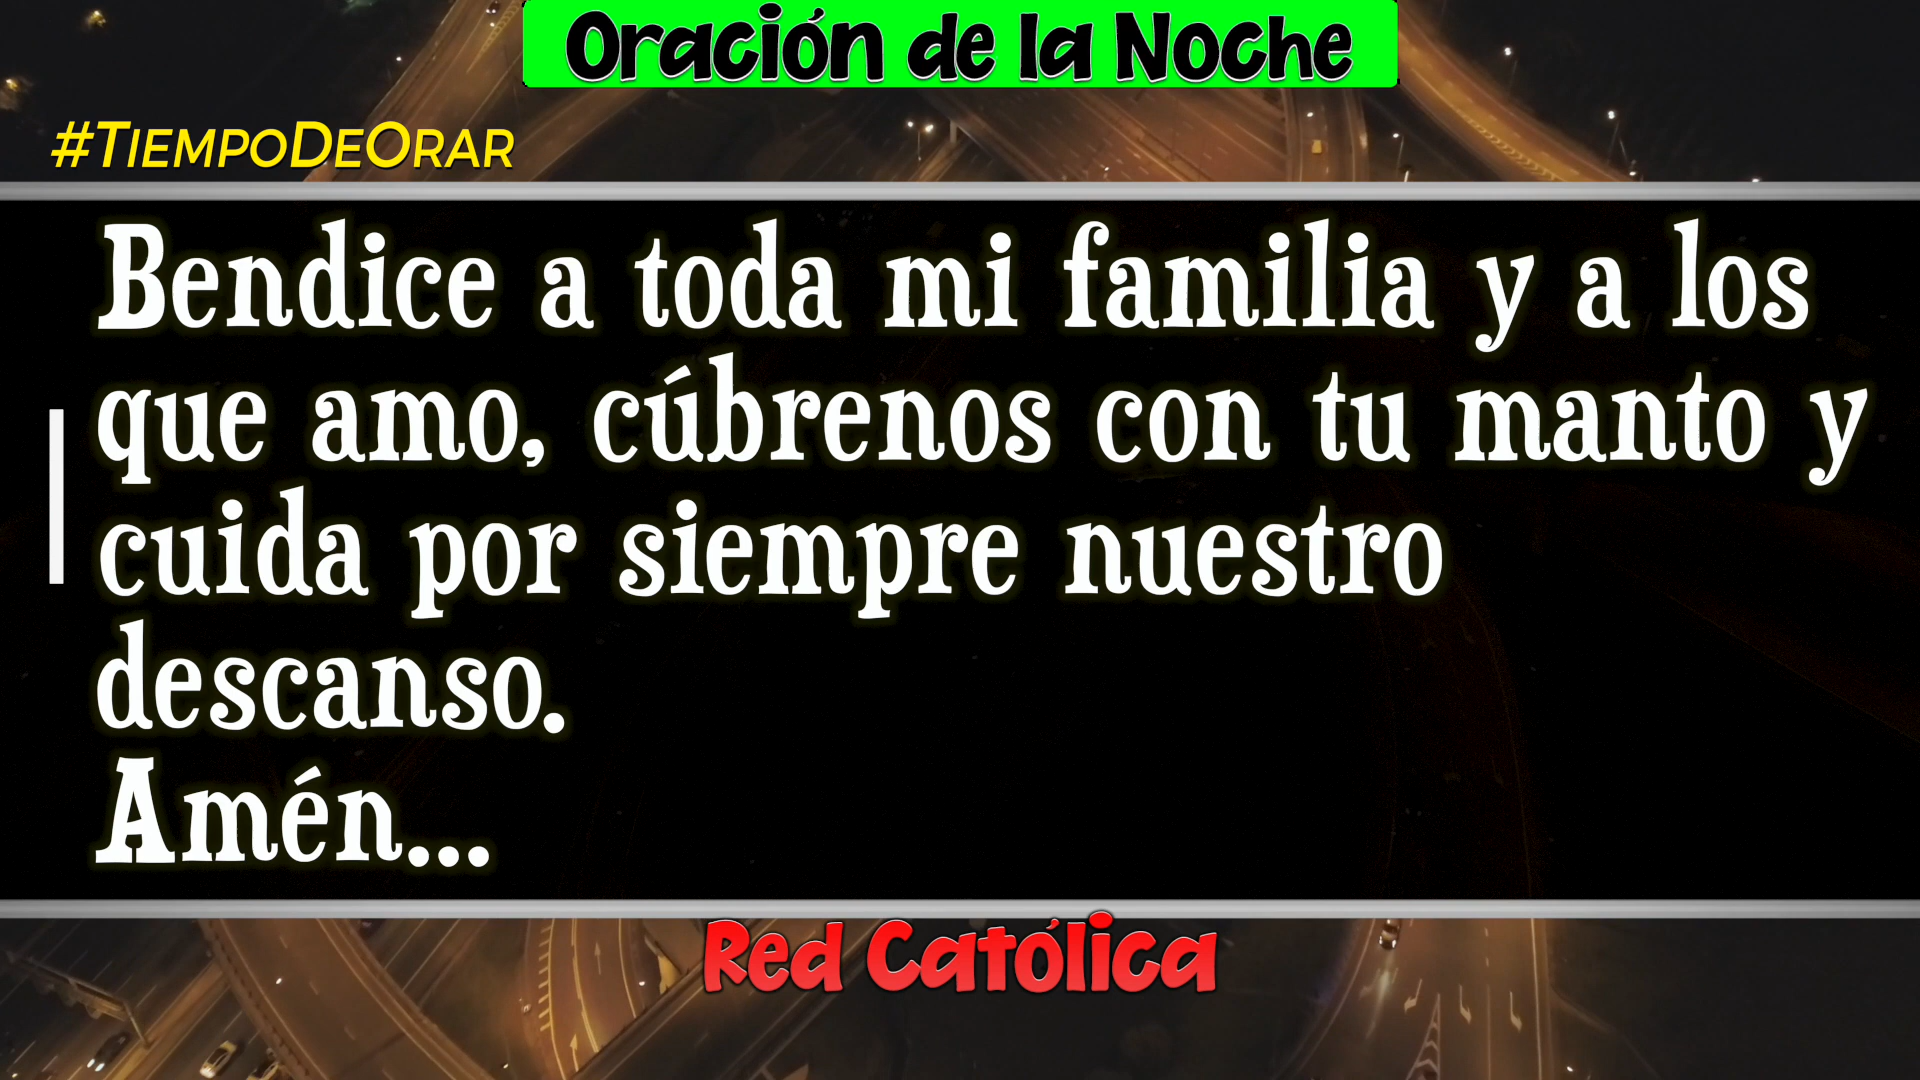 Oración de la Noche
#TiempoDeOrar
Bendice a toda mi familia y a los
que amo, cúbrenos con tu manto y
cuida por siempre nuestro
descanso.
Amén...
Red Católica